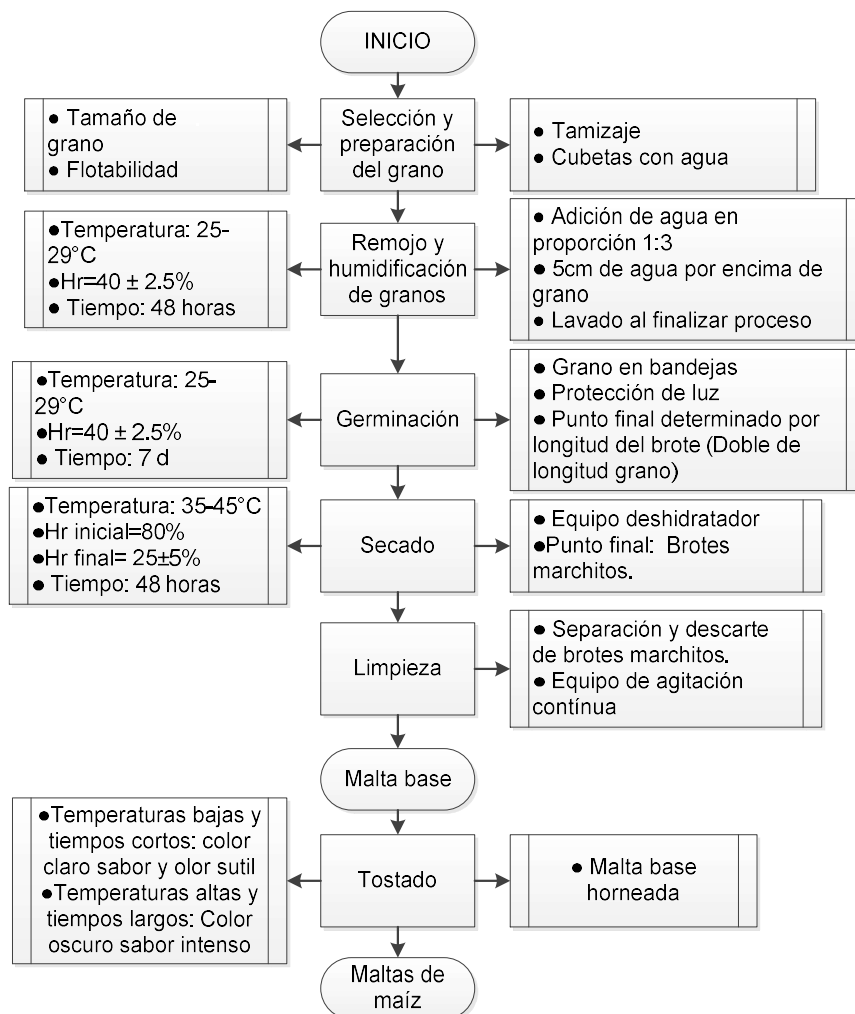 INICIO
● Tamaño de
grano
● Flotabilidad
Selección y
preparación
del grano
● Tamizaje
● Cubetas con agua
●Temperatura: 25-
29°C
●Hr=40 ± 2.5%
● Tiempo: 48 horas
Remojo y
humidificación
de granos
● Adición de agua en
proporción 1:3
● 5cm de agua por encima de
grano
● Lavado al finalizar proceso
●Temperatura: 25-
29°C
●Hr=40 ± 2.5%
● Tiempo: 7 d
Germinación
● Grano en bandejas
● Protección de luz
● Punto final determinado por
longitud del brote (Doble de
longitud grano)
●Temperatura: 35-45°C
●Hr inicial=80%
●Hr final= 25±5%
● Tiempo: 48 horas
Secado
● Equipo deshidratador
●Punto final: Brotes
marchitos.
Limpieza
● Separación y descarte
de brotes marchitos.
● Equipo de agitación
contínua
Malta base
●Temperaturas bajas y
tiempos cortos: color
claro sabor y olor sutil
●Temperaturas altas y
tiempos largos: Color
oscuro sabor intenso
Tostado
● Malta base
horneada
Maltas de
maíz